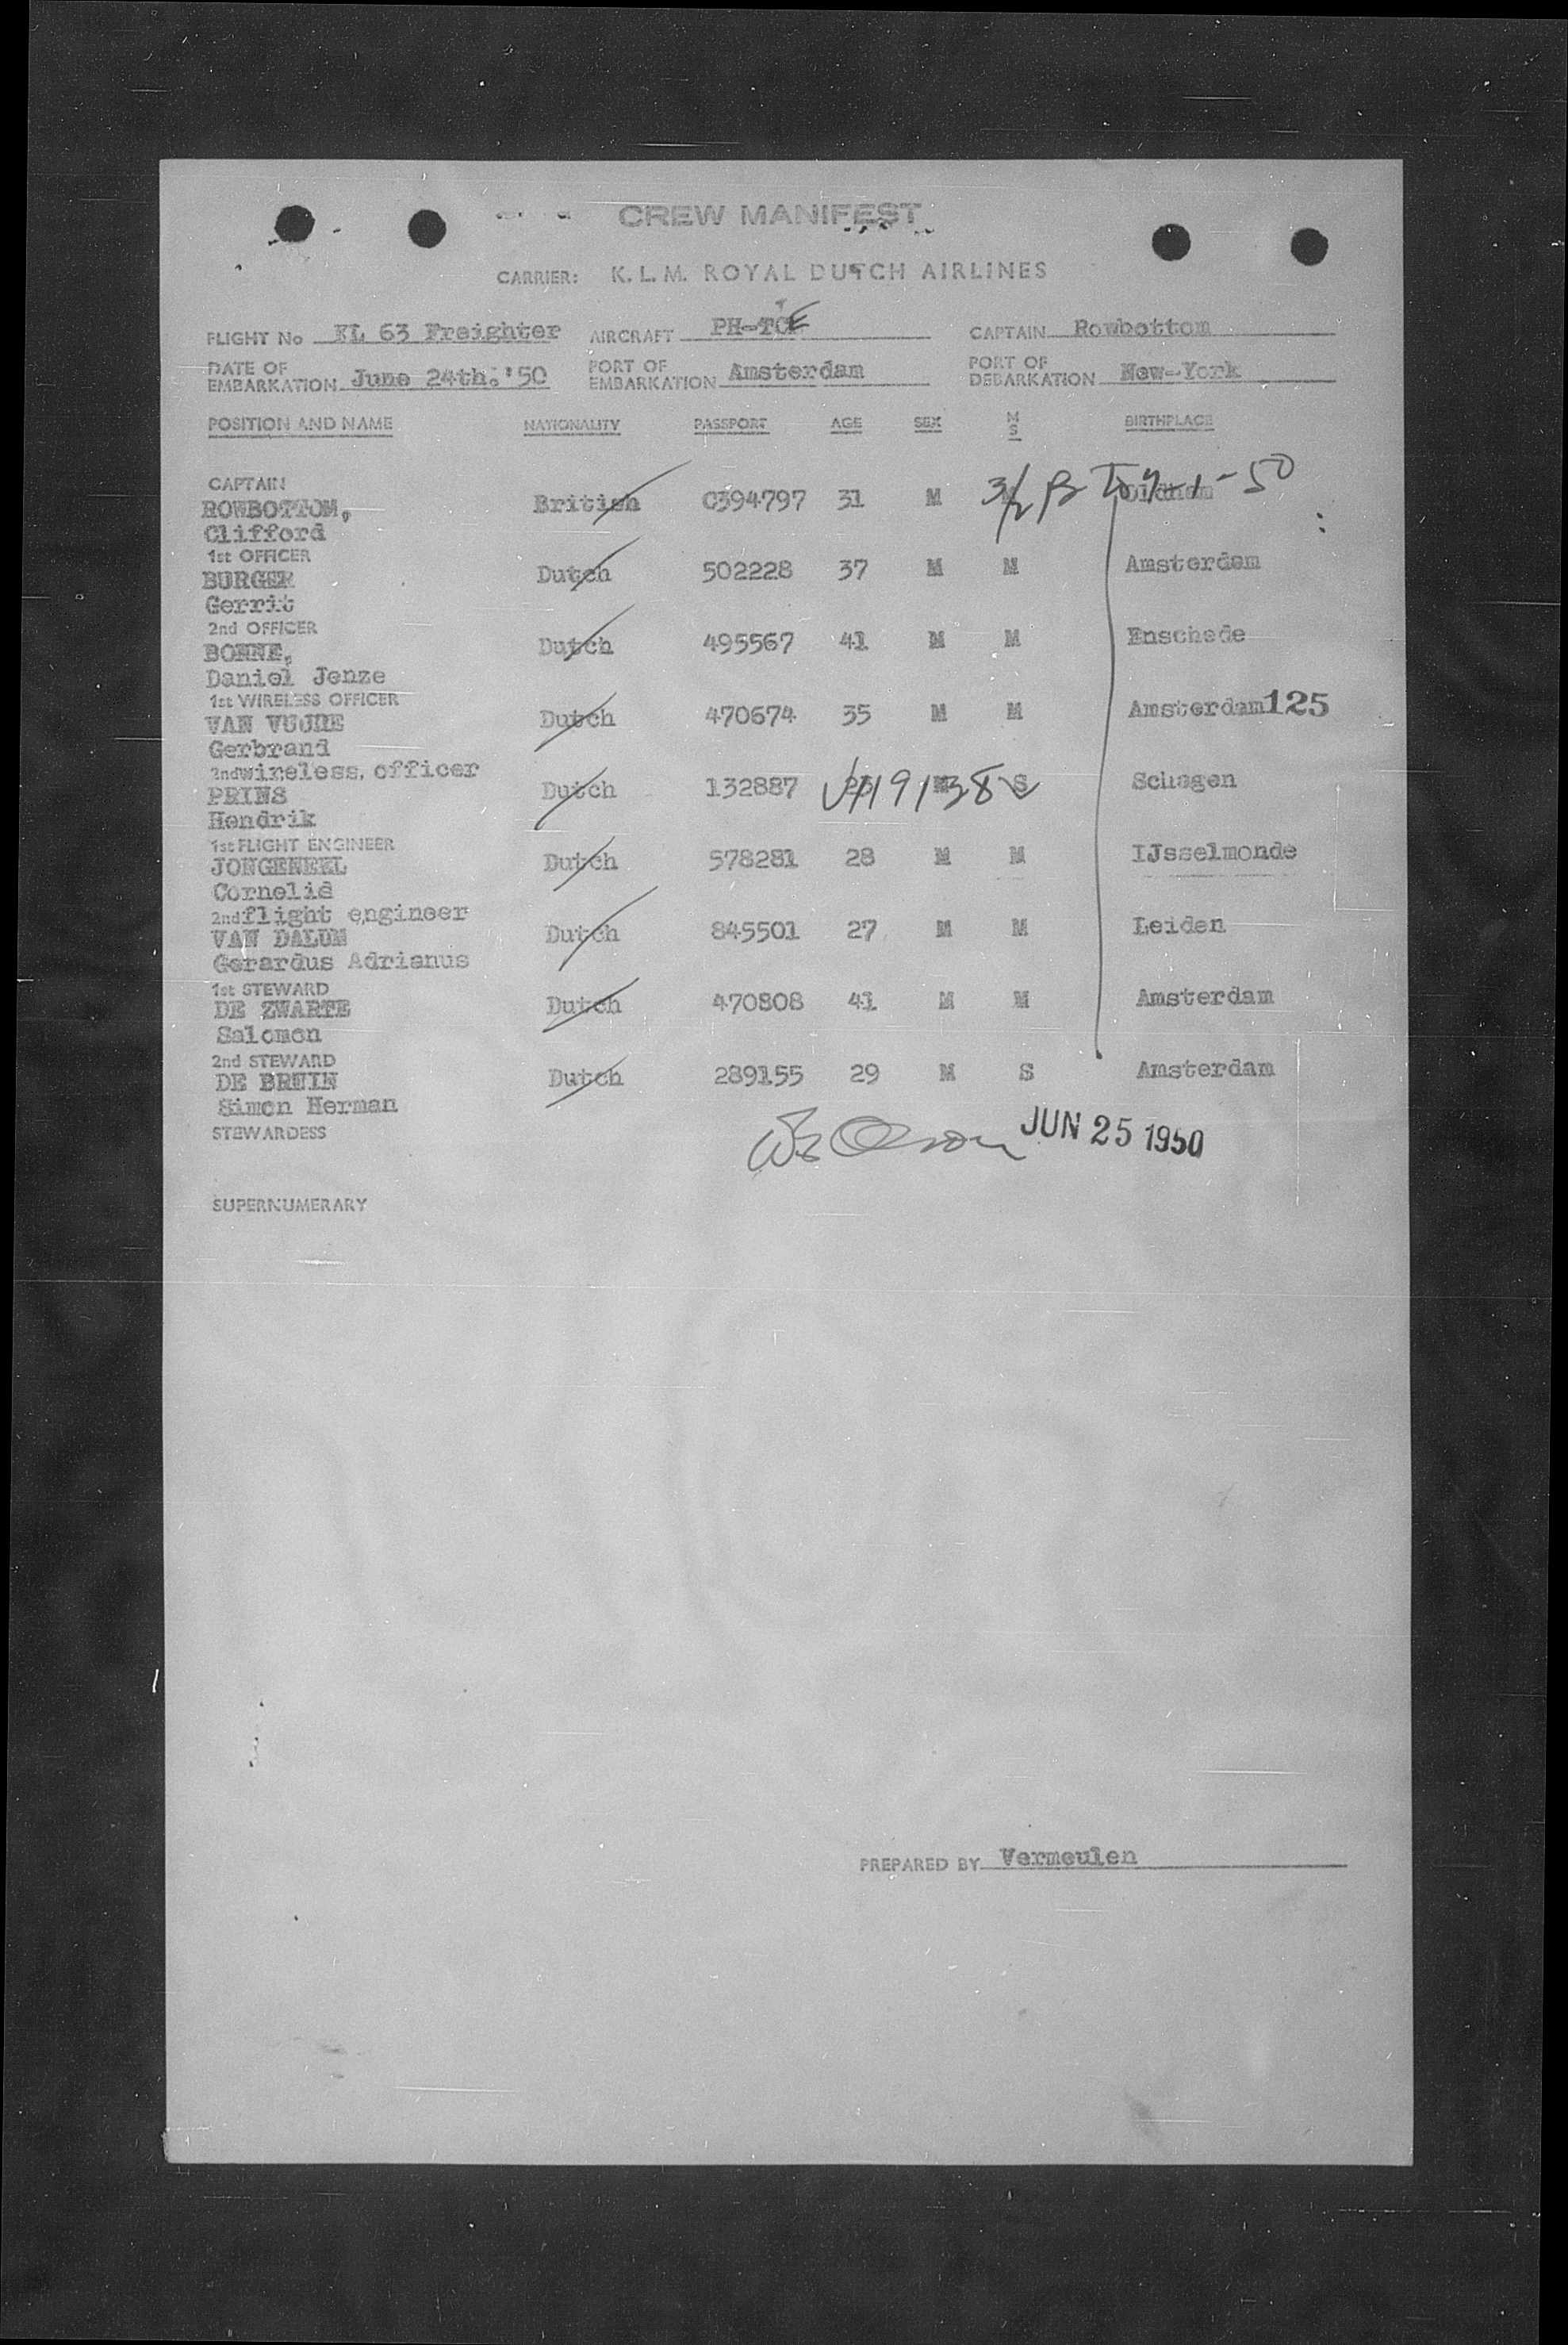 CREW MANIFEST
CARRIER: K. L. M. ROYAL DUTCH AIRLINES
FLIGHT No KL 63 Freighter AIRCRAFT PH-TCE CAPTAIN Rowbottom
DATE OF EMBARKATION June 24th.'50 PORT OF EMBARKATION Amsterdam PORT OF DEBARKATION New-York
POSITION AND NAME NATIONALITY PASSPORT AGE SEX M S BIRTHPLACE
CAPTAIN
ROWBOTTOM, British C394797 31 M Oldham
Clifford
1st OFFICER
BURGER Dutch 502228 37 M M Amsterdam
Gerrit
2nd OFFICER
Dutch 495567 41 M M Enschede
Daniel Jenze
1st WIRELESS OFFICER
VAN Dutch 470674 35 M M Amsterdam 125
Gerbrand
2nd wireless, officer
PRINS Dutch 132887 S Schagen
Hendrik
1st FLIGHT ENGINEER
JONGENEEL Dutch 578281 28 M M IJsselmonde
Cornelis
2nd flight engineer
VAN DALUM Dutch 845501 27 M M Leiden
Gerardus Adrianus
1st STEWARD
DE ZWARTE Dutch 470808 41 M M Amsterdam
Salomon
2nd STEWARD
DE BRUIN Dutch 289155 29 M S Amsterdam
Simon Herman
STEWARDESS
JUN 25 1950
SUPERNUMERARY
PREPARED BY Vermeulen